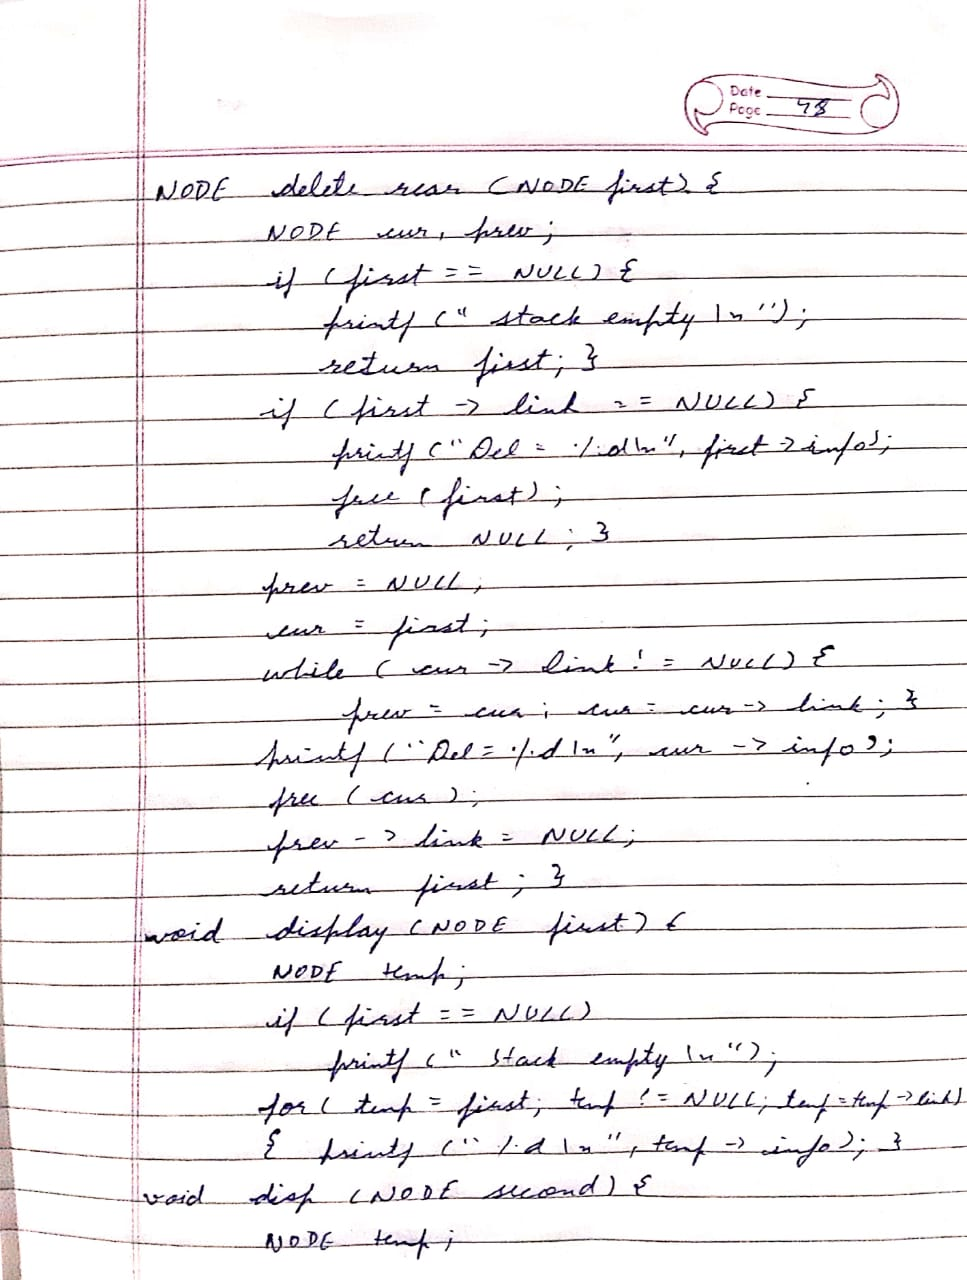 Date
Page 48
NODE delete rear (NODE first) {
NODE cur, prev;
if (first == NULL) {
printf (" stack empty \n ");
return first; }
if (first -> link == NULL) {
printf (" Del = %d\n", first -> info);
free (first);
return NULL; }
prev = NULL;
cur = first;
while ( cur -> link ! = NULL) {
prev = cur; cur = cur -> link; }
printf (" Del = %d \n", cur -> info);
free (cur);
prev -> link = NULL;
return first; }
void display (NODE first) {
NODE temp;
if (first == NULL)
printf (" Stack empty \n ");
for ( temp = first; temp != NULL; temp = temp -> link)
{ printf (" %d \n ", temp -> info); }
void disp (NODE second) {
NODE temp;